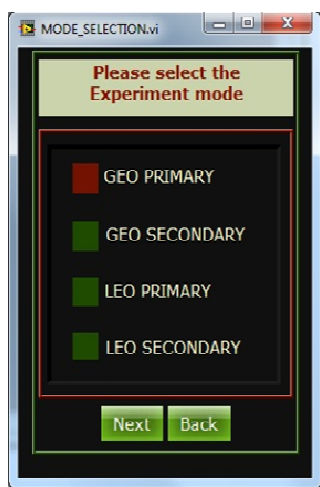 MODE_SELECTION.vi
Please select the
Experiment mode
GEO PRIMARY
GEO SECONDARY
LEO PRIMARY
LEO SECONDARY
Next Back